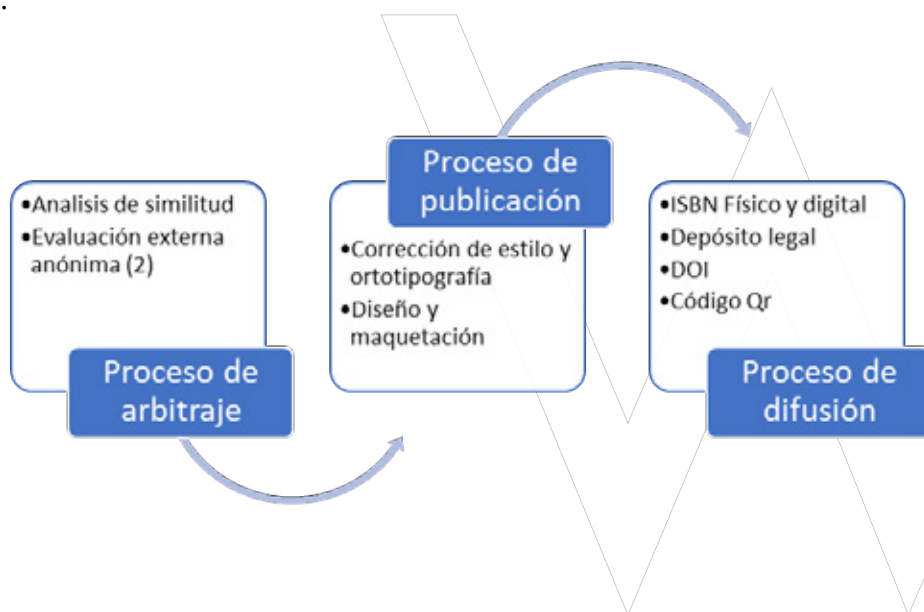 .
•Analisis de similitud
•Evaluación externa
anónima (2)
Proceso de
arbitraje
Proceso de
publicación
•Corrección de estilo y
ortotipografía
•Diseño y
maquetación
•ISBN Físico y digital
•Depósito legal
•DOI
•Código Qr
Proceso de
difusión